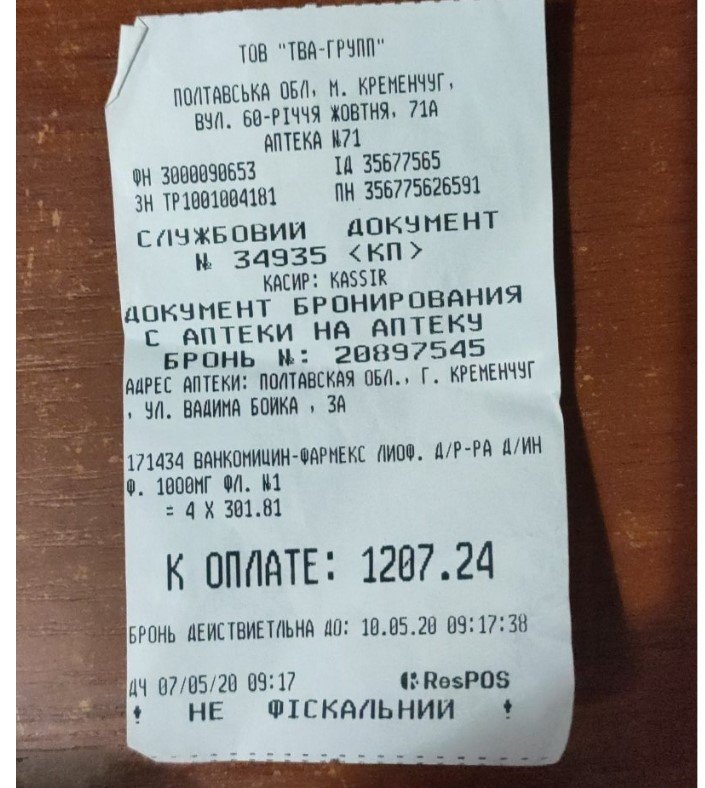 ТОВ "ТВА-ГРУПП"
ПОЛТАВСЬКА ОБЛ, М. КРЕМЕНЧУГ,
ВУЛ. 60-РІЧЧЯ ЖОВТНЯ, 71А
АПТЕКА №71
ФН 3000090653 ІД 35677565
ЗН ТР1001004181 ПН 356775626591
СЛУЖБОВИЙ ДОКУМЕНТ
№ 34935 <КП>
КАСИР: KASSIR
ДОКУМЕНТ БРОНИРОВАНИЯ
С АПТЕКИ НА АПТЕКУ
БРОНЬ №: 20897545
АДРЕС АПТЕКИ: ПОЛТАВСКАЯ ОБЛ., Г. КРЕМЕНЧУГ
, УЛ. ВАДИМА БОЙКА , 3А
171434 ВАНКОМИЦИН-ФАРМЕКС ЛИОФ. Д/Р-РА Д/ИН
Ф. 1000МГ ФЛ. №1
= 4 X 301.81
К ОПЛАТЕ: 1207.24
БРОНЬ ДЕЙСТВИЕТЛЬНА ДО: 10.05.20 09:17:38
ДЧ 07/05/20 09:17 ResPOS
! НЕ ФІСКАЛЬНИЙ !